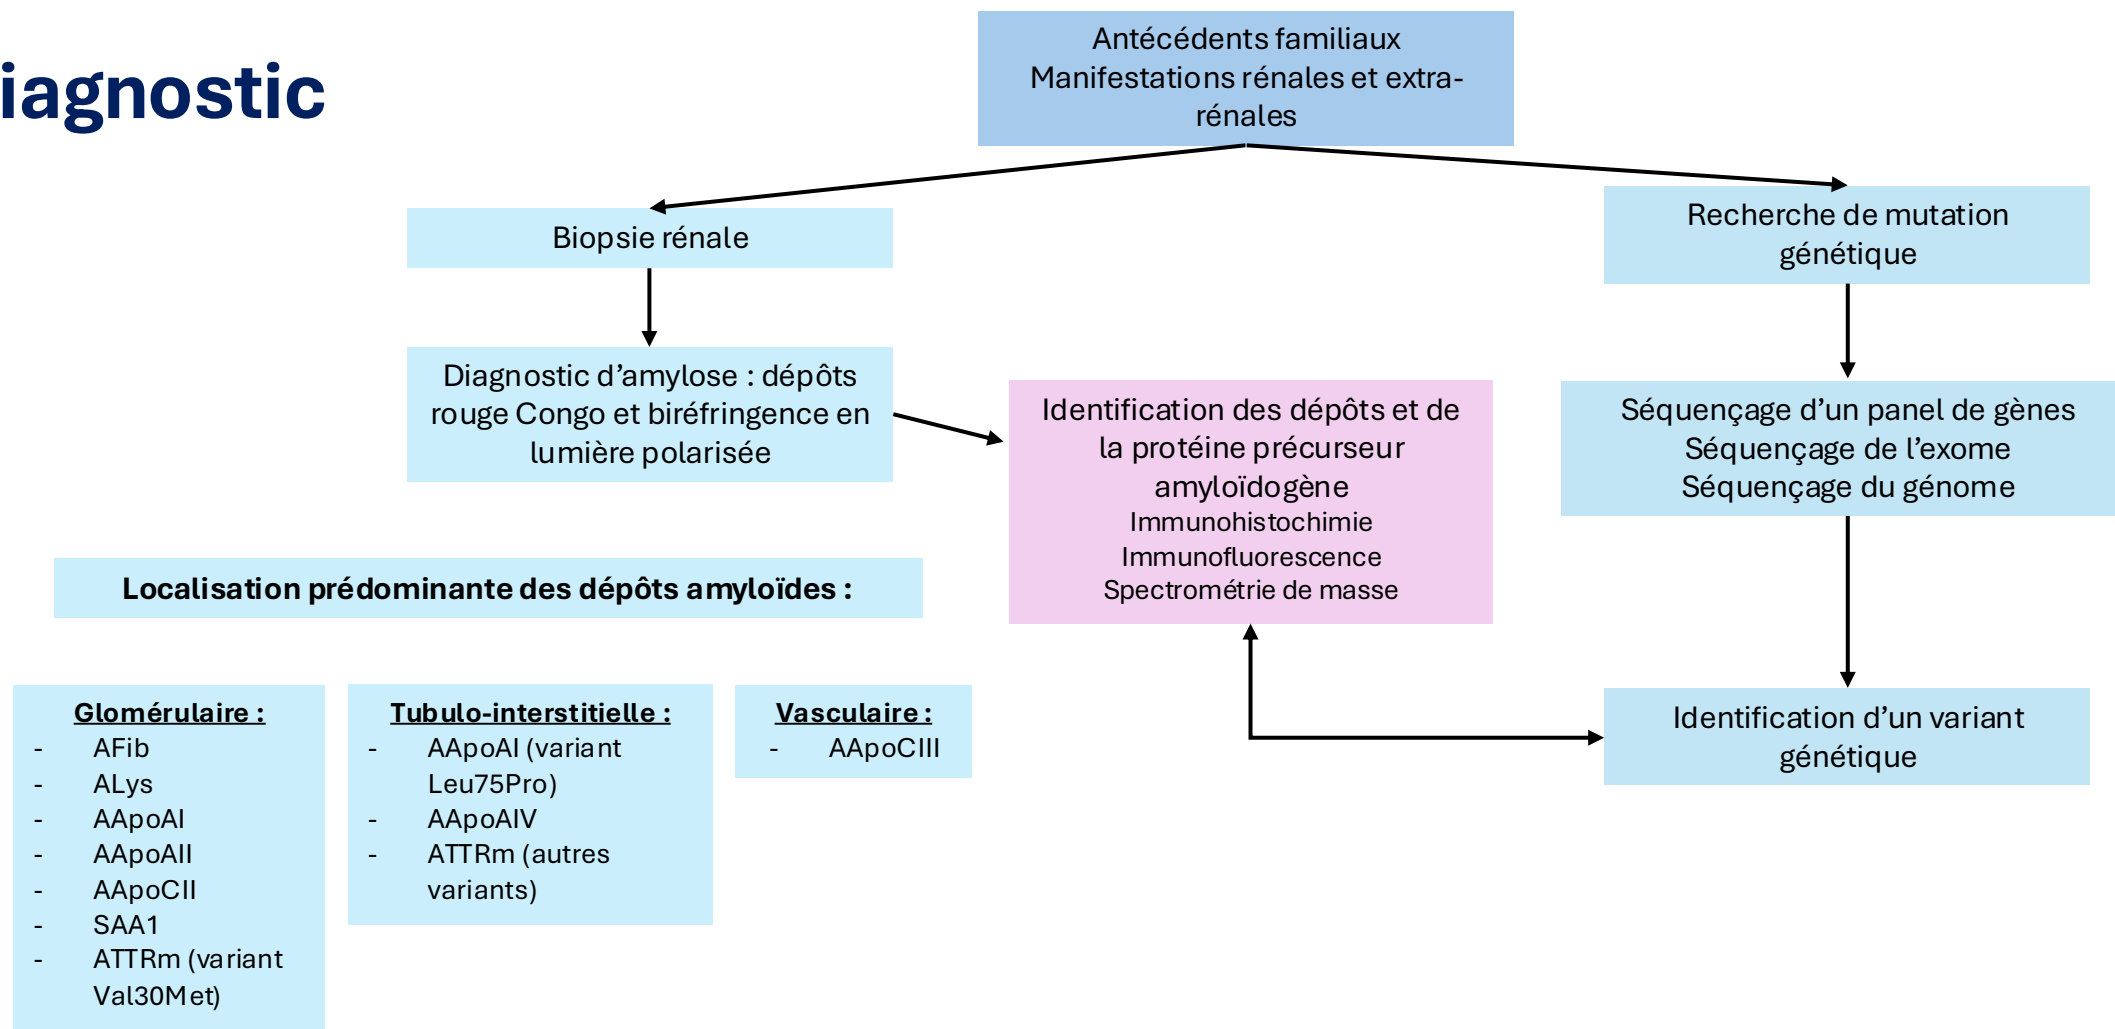 iagnostic
Antécédents familiaux
Manifestations rénales et extra-
rénales
Biopsie rénale
Recherche de mutation
génétique
Diagnostic d’amylose : dépôts
rouge Congo et biréfringence en
lumière polarisée
Identification des dépôts et de
la protéine précurseur
amyloïdogène
Immunohistochimie
Immunofluorescence
Spectrométrie de masse
Séquençage d’un panel de gènes
Séquençage de l’exome
Séquençage du génome
Localisation prédominante des dépôts amyloïdes :
Glomérulaire :
- AFib
- ALys
- AApoAI
- AApoAII
- AApoCII
- SAA1
- ATTRm (variant
Val30Met)
Tubulo-interstitielle :
- AApoAI (variant
Leu75Pro)
- AApoAIV
- ATTRm (autres
variants)
Vasculaire :
- AApoCIII
Identification d’un variant
génétique